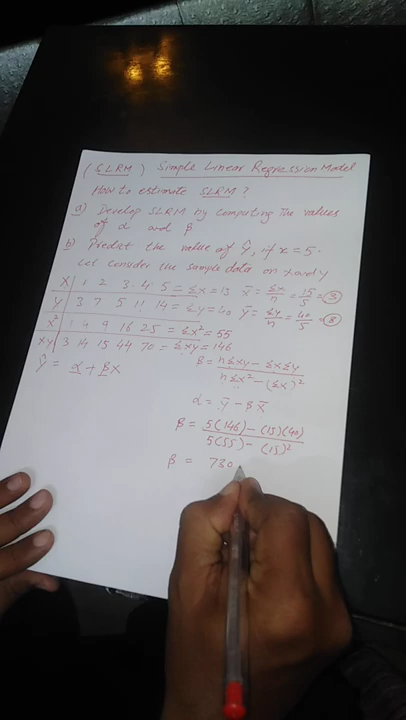 (SLRM) Simple Linear Regression Model
How to estimate SLRM?
a) Develop SLRM by computing the values
of α and β
b) Predict the value of Ŷ, if x = 5.
Let consider the sample data on x and y
X | 1 2 3 4 5 = Σx = 15 X̄ = Σx/n = 15/5 = 3
Y | 3 7 5 11 14 = Σy = 40 ȳ = Σy/n = 40/5 = 8
X² | 1 4 9 16 25 = Σx² = 55
XY | 3 14 15 44 70 = Σxy = 146
Ŷ = α + βX
β = nΣxy - ΣxΣy / nΣx² - (Σx)²
α = Ȳ - βX̄
β = 5(146) - (15)(40) / 5(55) - (15)²
β = 730